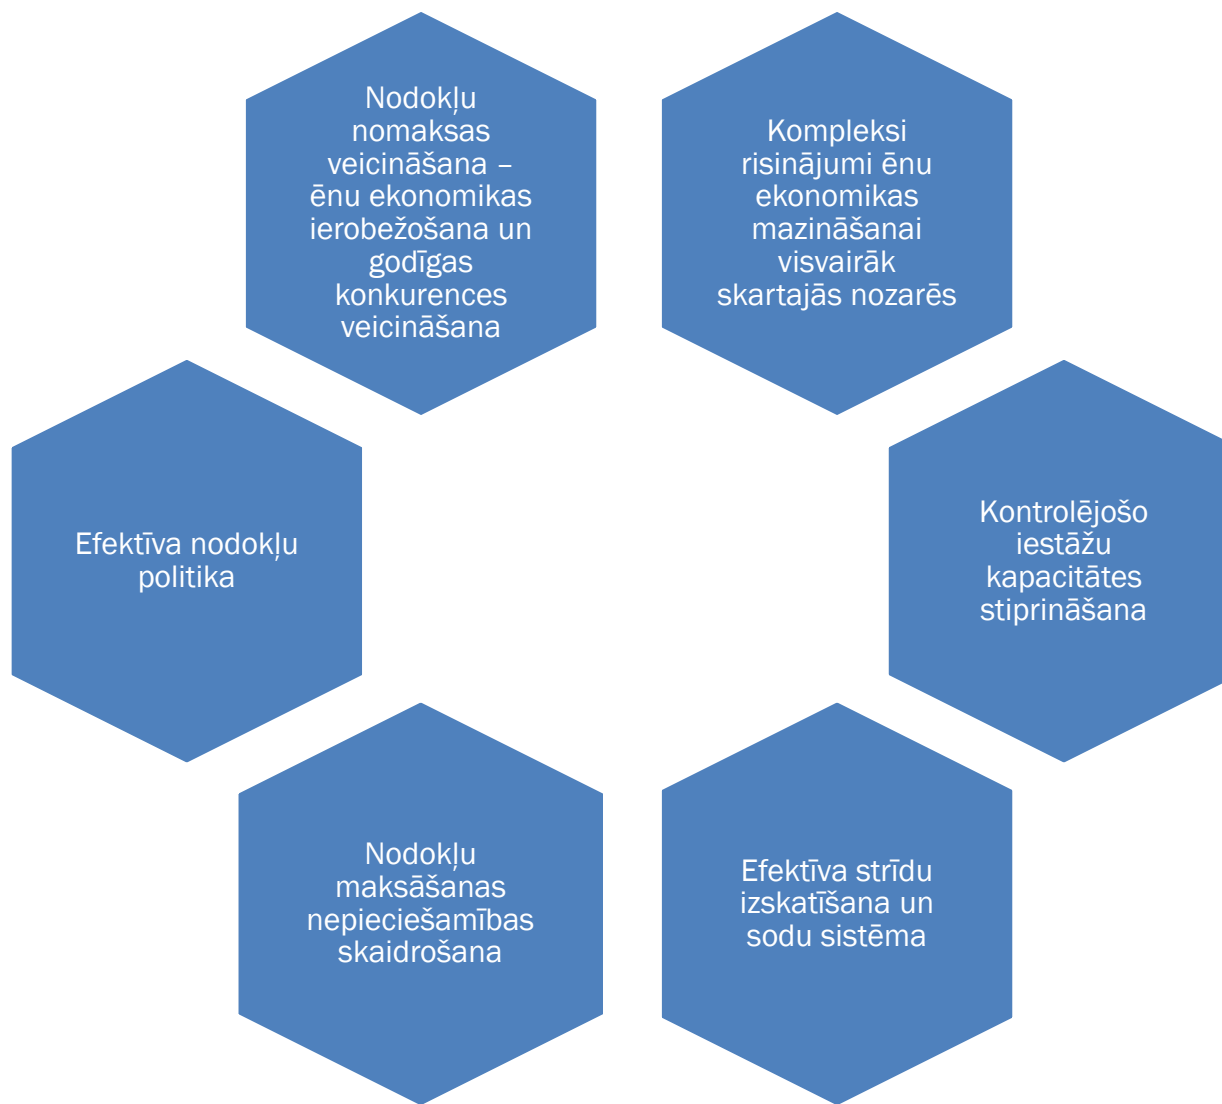 Nodokļu
nomaksas
veicināšana –
ēnu ekonomikas
ierobežošana un
godīgas
konkurences
veicināšana
Kompleksi
risinājumi ēnu
ekonomikas
mazināšanai
visvairāk
skartajās nozarēs
Efektīva nodokļu
politika
Kontrolējošo
iestāžu
kapacitātes
stiprināšana
Nodokļu
maksāšanas
nepieciešamības
skaidrošana
Efektīva strīdu
izskatīšana un
sodu sistēma